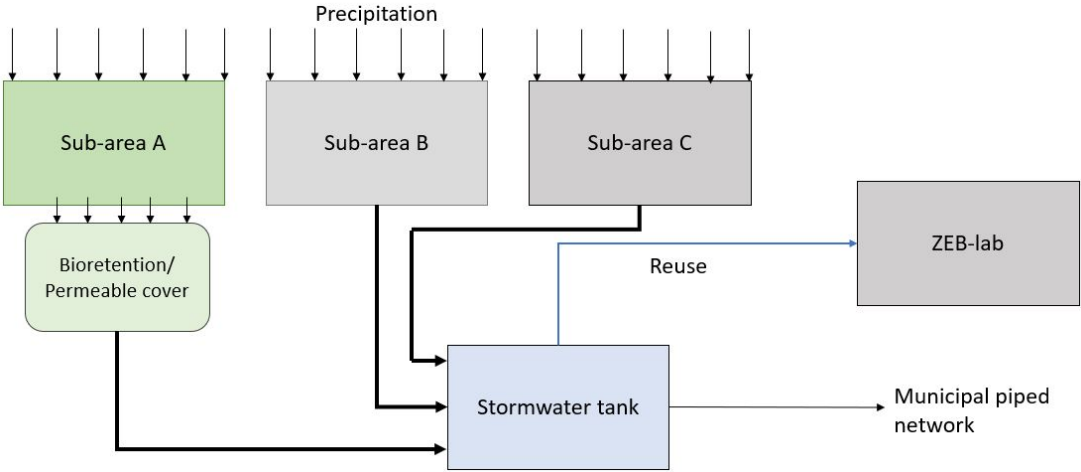 Precipitation
Sub-area A
Sub-area B
Sub-area C
Bioretention/
Permeable cover
Reuse
ZEB-lab
Stormwater tank
Municipal piped
network